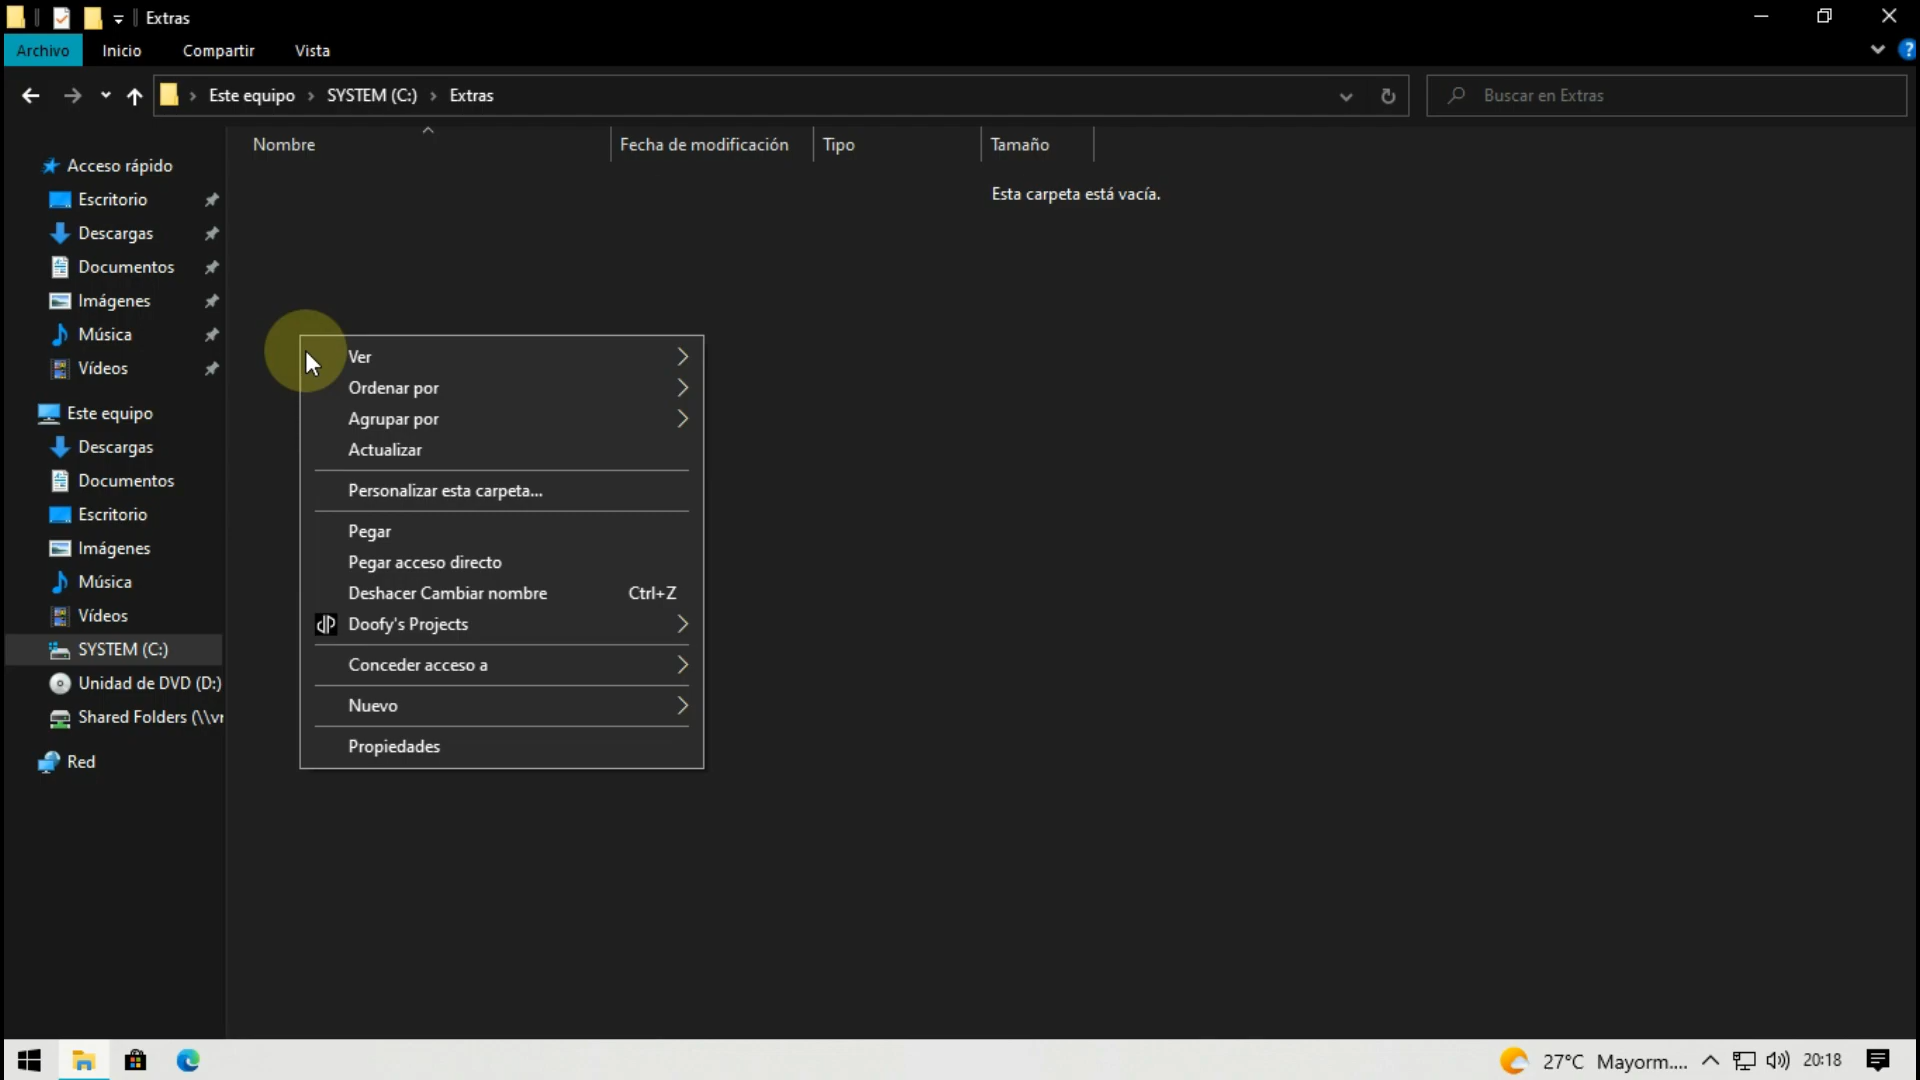 Extras
Archivo Inicio Compartir Vista
Este equipo > SYSTEM (C:) > Extras
Buscar en Extras
Nombre Fecha de modificación Tipo Tamaño
Esta carpeta está vacía.
Acceso rápido
Escritorio
Descargas
Documentos
Imágenes
Música
Vídeos
Este equipo
Descargas
Documentos
Escritorio
Imágenes
Música
Vídeos
SYSTEM (C:)
Unidad de DVD (D:)
Shared Folders (\\vr
Red
Ver
Ordenar por
Agrupar por
Actualizar
Personalizar esta carpeta...
Pegar
Pegar acceso directo
Deshacer Cambiar nombre Ctrl+Z
dP Doofy's Projects
Conceder acceso a
Nuevo
Propiedades
27°C Mayorm.... 20:18